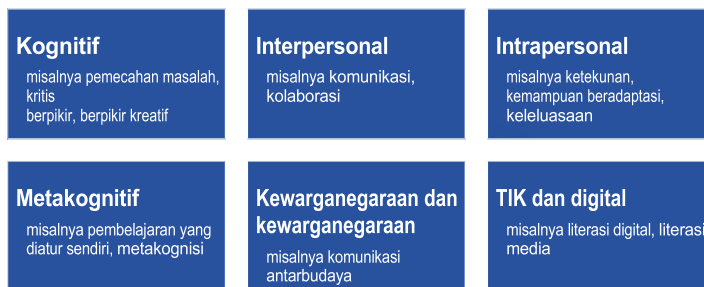 Kognitif
misalnya pemecahan masalah,
kritis
berpikir, berpikir kreatif
Interpersonal
misalnya komunikasi,
kolaborasi
Intrapersonal
misalnya ketekunan,
kemampuan beradaptasi,
keleluasaan
Metakognitif
misalnya pembelajaran yang
diatur sendiri, metakognisi
Kewarganegaraan dan
kewarganegaraan
misalnya komunikasi
antarbudaya
TIK dan digital
misalnya literasi digital, literasi
media